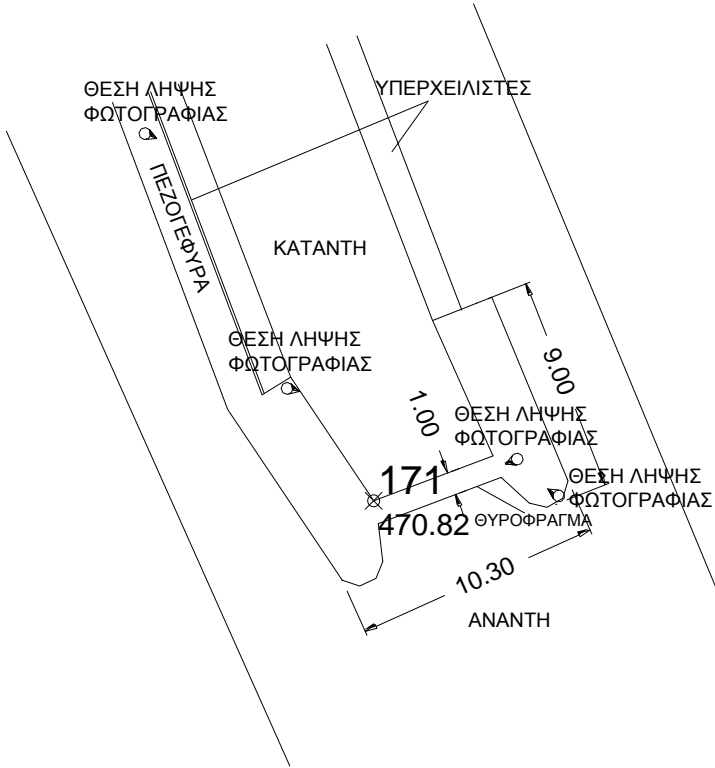 ΘΕΣΗ ΛΗΨΗΣ
ΦΩΤΟΓΡΑΦΙΑΣ
ΥΠΕΡΧΕΙΛΙΣΤΕΣ
ΠΕΖΟΓΕΦΥΡΑ
ΚΑΤΑΝΤΗ
ΘΕΣΗ ΛΗΨΗΣ
ΦΩΤΟΓΡΑΦΙΑΣ
9.00
1.00
ΘΕΣΗ ΛΗΨΗΣ
ΦΩΤΟΓΡΑΦΙΑΣ
171
ΘΕΣΗ ΛΗΨΗΣ
ΦΩΤΟΓΡΑΦΙΑΣ
470.82
ΘΥΡΟΦΡΑΓΜΑ
10.30
ΑΝΑΝΤΗ